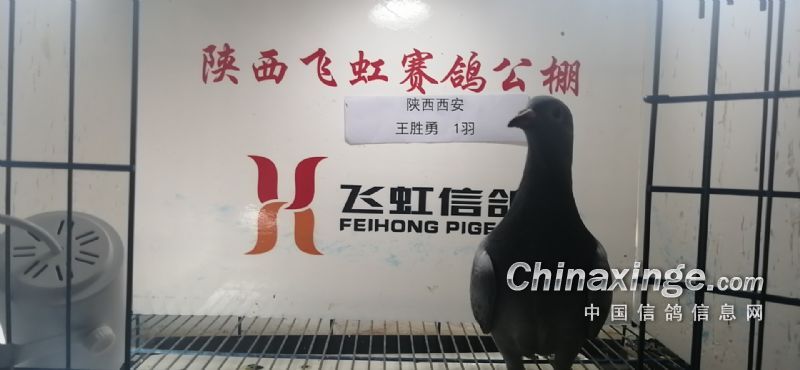 陕西飞虹赛鸽公棚
陕西西安
王胜勇 1羽
飞虹信鸽
FEIHONG PIGE
Chinaxinge.com
中国信鸽信息网